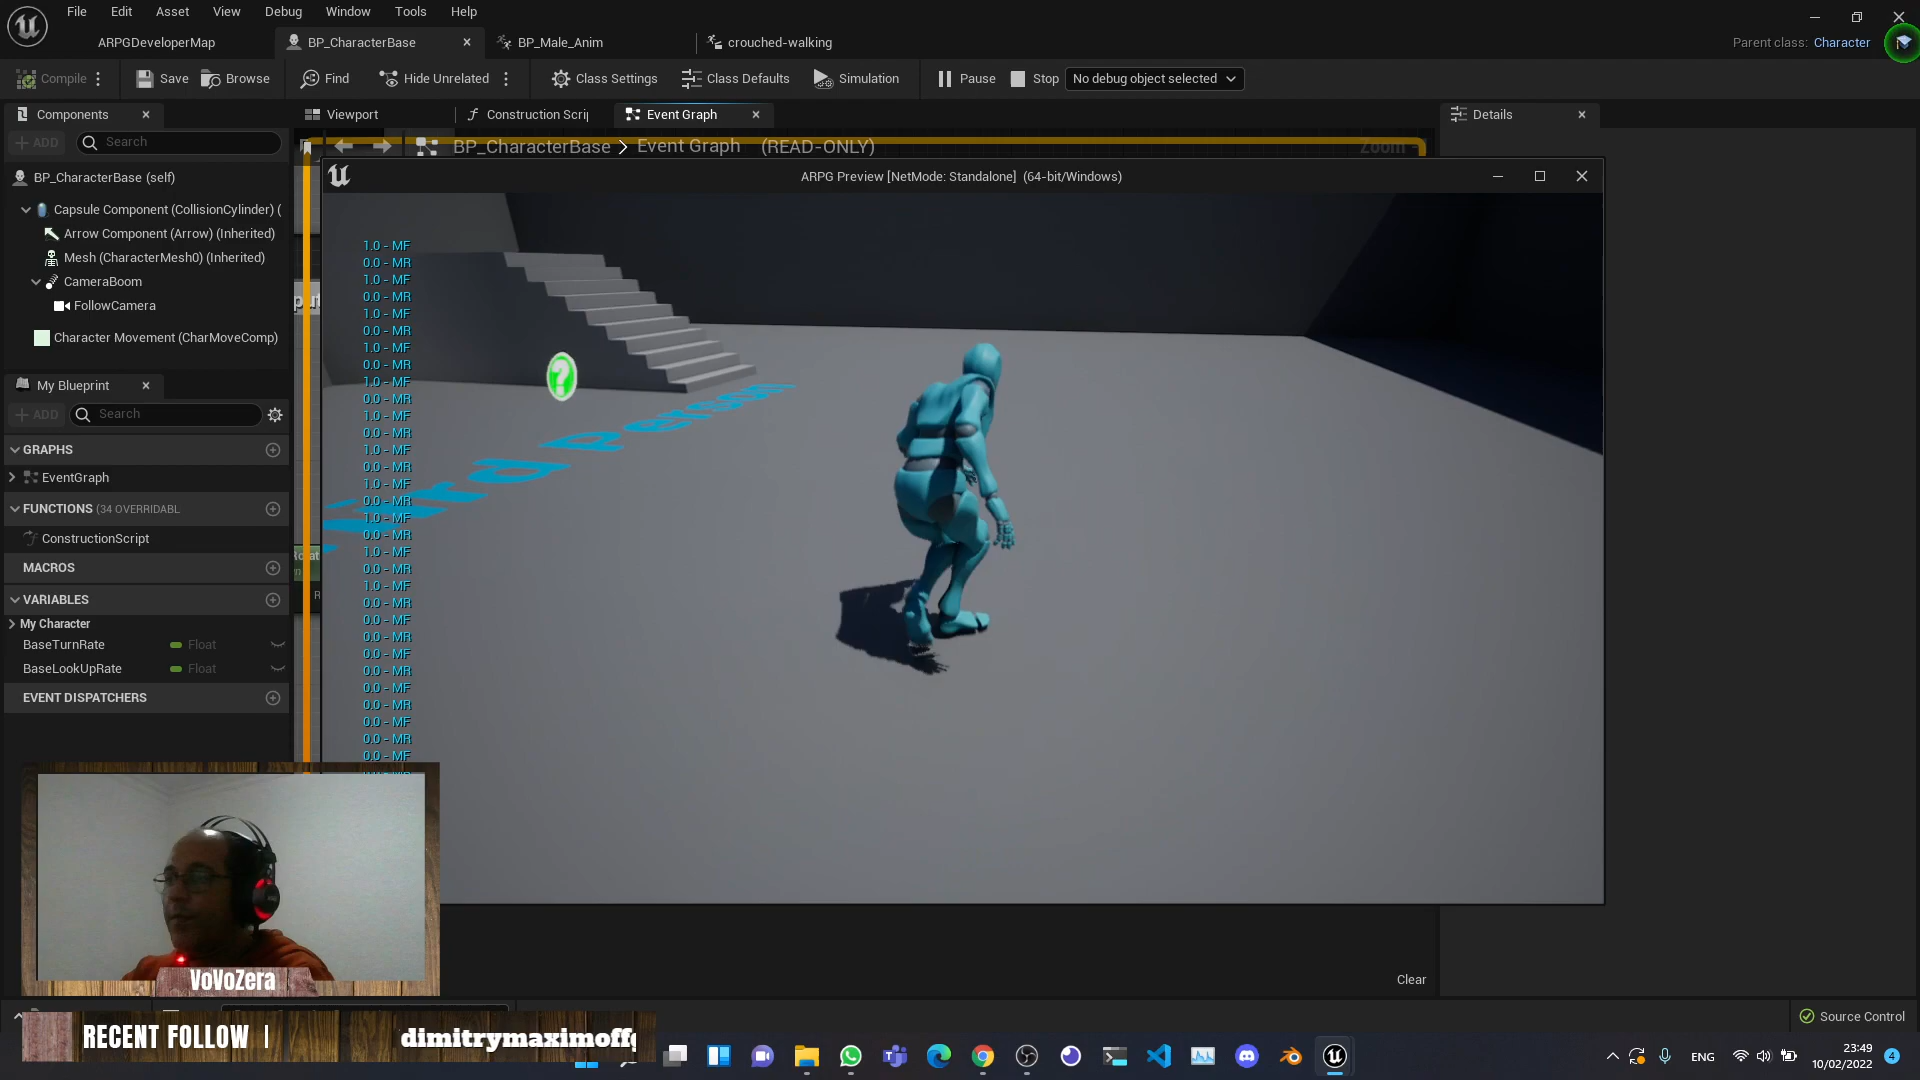 File Edit Asset View Debug Window Tools Help
ARPGDeveloperMap BP_CharacterBase BP_Male_Anim crouched-walking
Parent class: Character
Compile Save Browse Find Hide Unrelated Class Settings Class Defaults Simulation Pause Stop No debug object selected
Components Viewport Construction Scrip Event Graph Details
ADD Search
BP_CharacterBase > Event Graph (READ-ONLY) Zoom
BP_CharacterBase (self)
ARPG Preview [NetMode: Standalone] (64-bit/Windows)
Capsule Component (CollisionCylinder) (
Arrow Component (Arrow) (Inherited)
Mesh (CharacterMesh0) (Inherited)
CameraBoom
FollowCamera
Character Movement (CharMoveComp)
My Blueprint
ADD Search
GRAPHS
EventGraph
FUNCTIONS (34 OVERRIDABL
ConstructionScript
MACROS
VARIABLES
My Character
BaseTurnRate Float
BaseLookUpRate Float
EVENT DISPATCHERS
1.0 - MF
0.0 - MR
1.0 - MF
0.0 - MR
1.0 - MF
0.0 - MR
1.0 - MF
0.0 - MR
1.0 - MF
0.0 - MR
1.0 - MF
0.0 - MR
1.0 - MF
0.0 - MR
1.0 - MF
0.0 - MR
1.0 - MF
0.0 - MR
1.0 - MF
0.0 - MR
1.0 - MF
0.0 - MR
0.0 - MF
0.0 - MR
0.0 - MF
0.0 - MR
0.0 - MF
0.0 - MR
0.0 - MF
0.0 - MR
0.0 - MF
?
VoVoZera
Clear
RECENT FOLLOW | dimitrymaximoffg
Source Control
ENG
23:49
10/02/2022
4